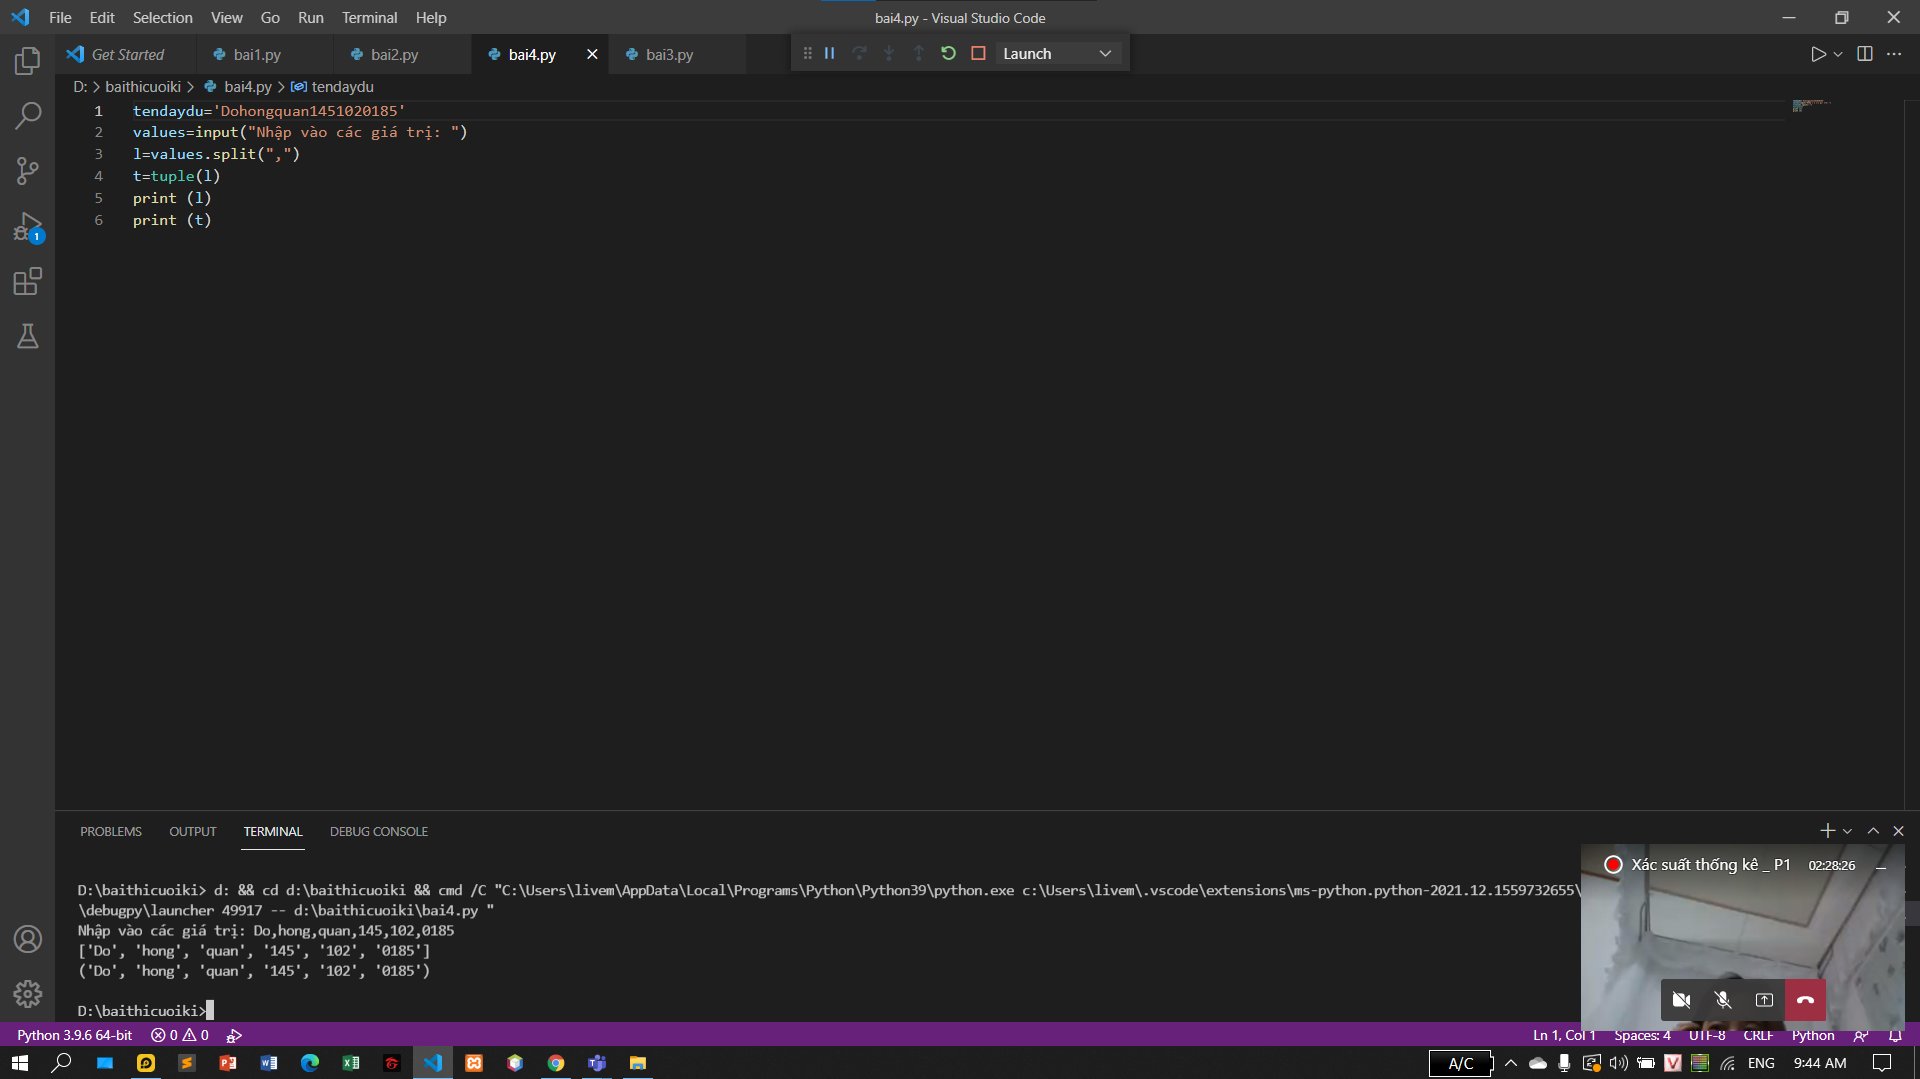 File Edit Selection View Go Run Terminal Help
bai4.py - Visual Studio Code
Get Started bai1.py bai2.py bai4.py bai3.py
Launch
D: > baithicuoiki > bai4.py > tendaydu
1 tendaydu='Dohongquan1451020185'
2 values=input("Nhập vào các giá trị: ")
3 l=values.split(",")
4 t=tuple(l)
5 print (l)
6 print (t)
1
PROBLEMS OUTPUT TERMINAL DEBUG CONSOLE
Xác suất thống kê _ P1 02:28:26
D:\baithicuoiki> d: && cd d:\baithicuoiki && cmd /C "C:\Users\livem\AppData\Local\Programs\Python\Python39\python.exe c:\Users\livem\.vscode\extensions\ms-python.python-2021.12.1559732655\
\debugpy\launcher 49917 -- d:\baithicuoiki\bai4.py "
Nhập vào các giá trị: Do,hong,quan,145,102,0185
['Do', 'hong', 'quan', '145', '102', '0185']
('Do', 'hong', 'quan', '145', '102', '0185')
D:\baithicuoiki>
Python 3.9.6 64-bit 0 0
Ln 1, Col 1 Spaces: 4 UTF-8 CRLF Python
A/C ENG 9:44 AM